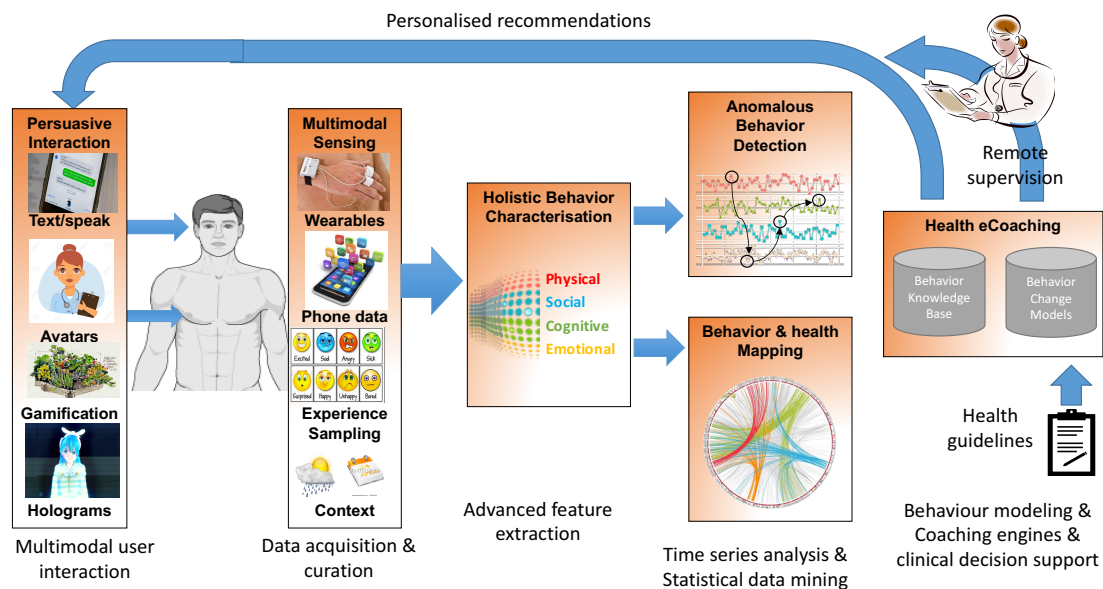 Personalised recommendations
Persuasive
Interaction
Text/speak
Avatars
Gamification
Holograms
Multimodal user
interaction
Multimodal
Sensing
Wearables
Phone data
Excited
Sad
Angry
Sick
Surprised
Happy
Unhappy
Bored
Experience
Sampling
Context
Data acquisition &
curation
Holistic Behavior
Characterisation
Physical
Social
Cognitive
Emotional
Advanced feature
extraction
Anomalous
Behavior
Detection
Behavior & health
Mapping
Time series analysis &
Statistical data mining
Remote
supervision
Health eCoaching
Behavior
Knowledge
Base
Behavior
Change
Models
Health
guidelines
Behaviour modeling &
Coaching engines &
clinical decision support